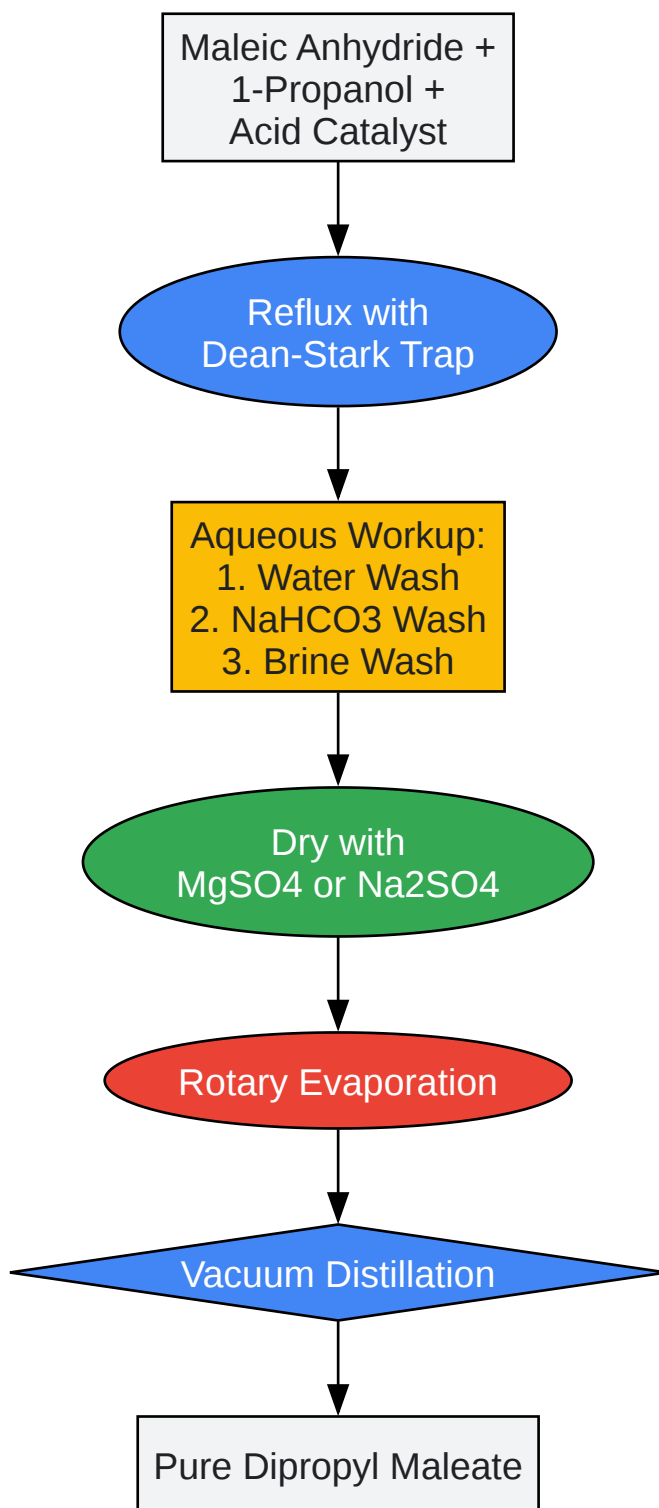 Maleic Anhydride +
1-Propanol +
Acid Catalyst
Reflux with
Dean-Stark Trap
Aqueous Workup:
1. Water Wash
2. NaHCO3 Wash
3. Brine Wash
Dry with
MgSO4 or Na2SO4
Rotary Evaporation
Vacuum Distillation
Pure Dipropyl Maleate